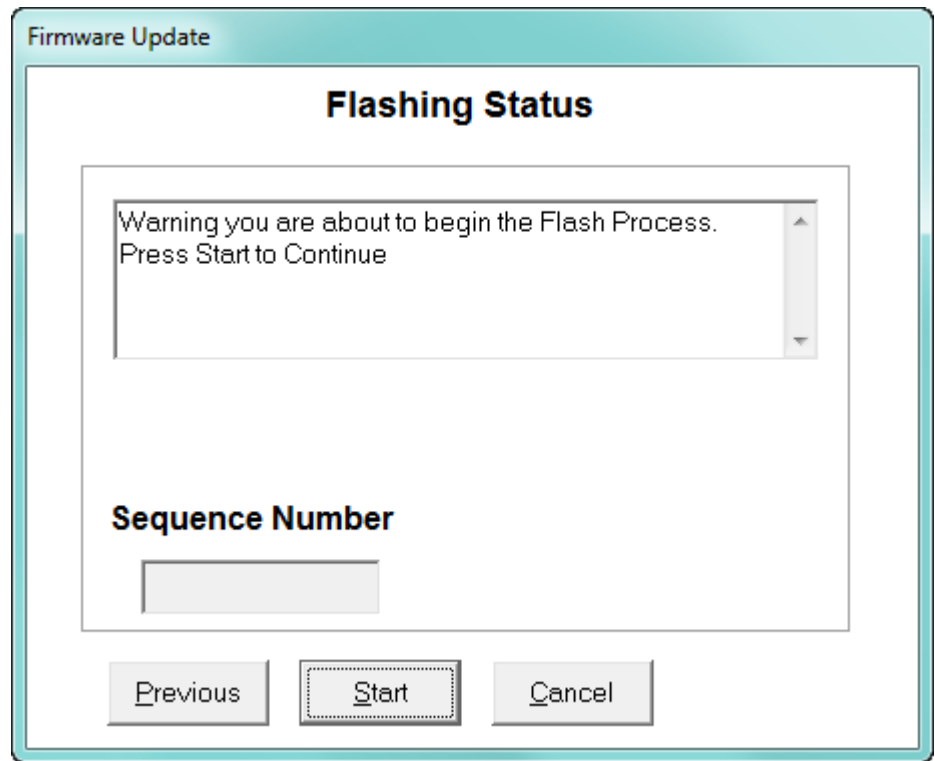 Firmware Update
Flashing Status
Warning you are about to begin the Flash Process.
Press Start to Continue
Sequence Number
Previous Start Cancel